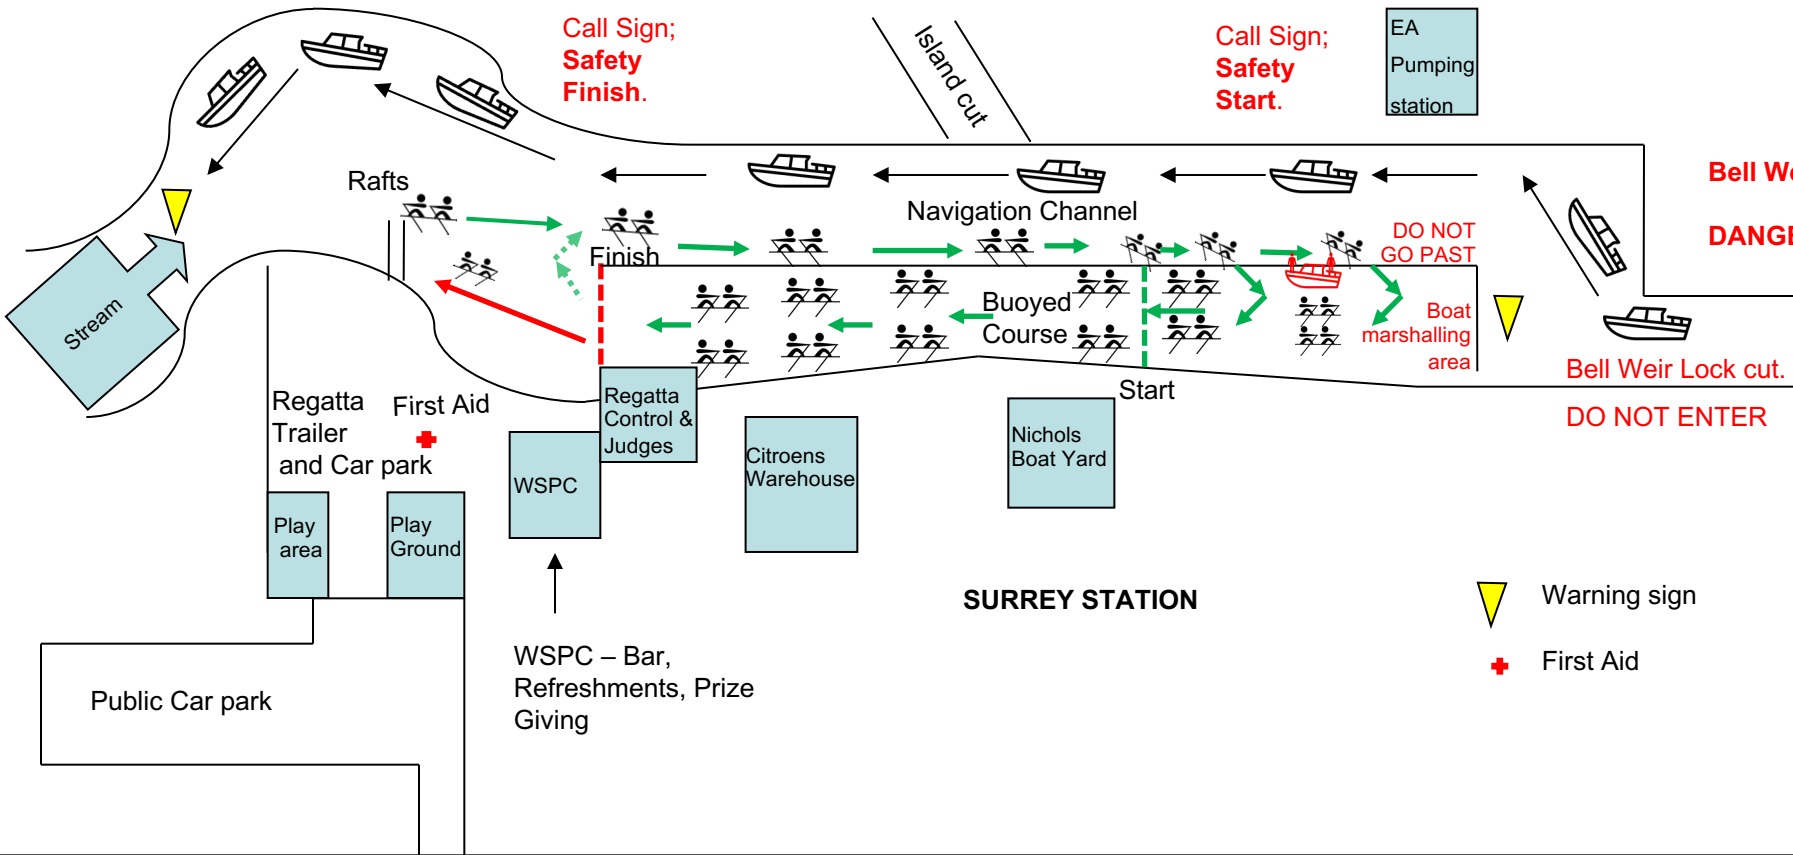 Call Sign;
Safety
Finish.
Island cut
Call Sign;
Safety
Start.
EA
Pumping
station
Bell We
DANGE
Rafts
Navigation Channel
DO NOT
GO PAST
Finish
Buoyed
Course
Boat
marshalling
area
Stream
Bell Weir Lock cut.
DO NOT ENTER
Start
Regatta
Trailer
and Car park
First Aid
Regatta
Control &
Judges
WSPC
Citroens
Warehouse
Nichols
Boat Yard
Play
area
Play
Ground
SURREY STATION
Warning sign
First Aid
WSPC – Bar,
Refreshments, Prize
Giving
Public Car park